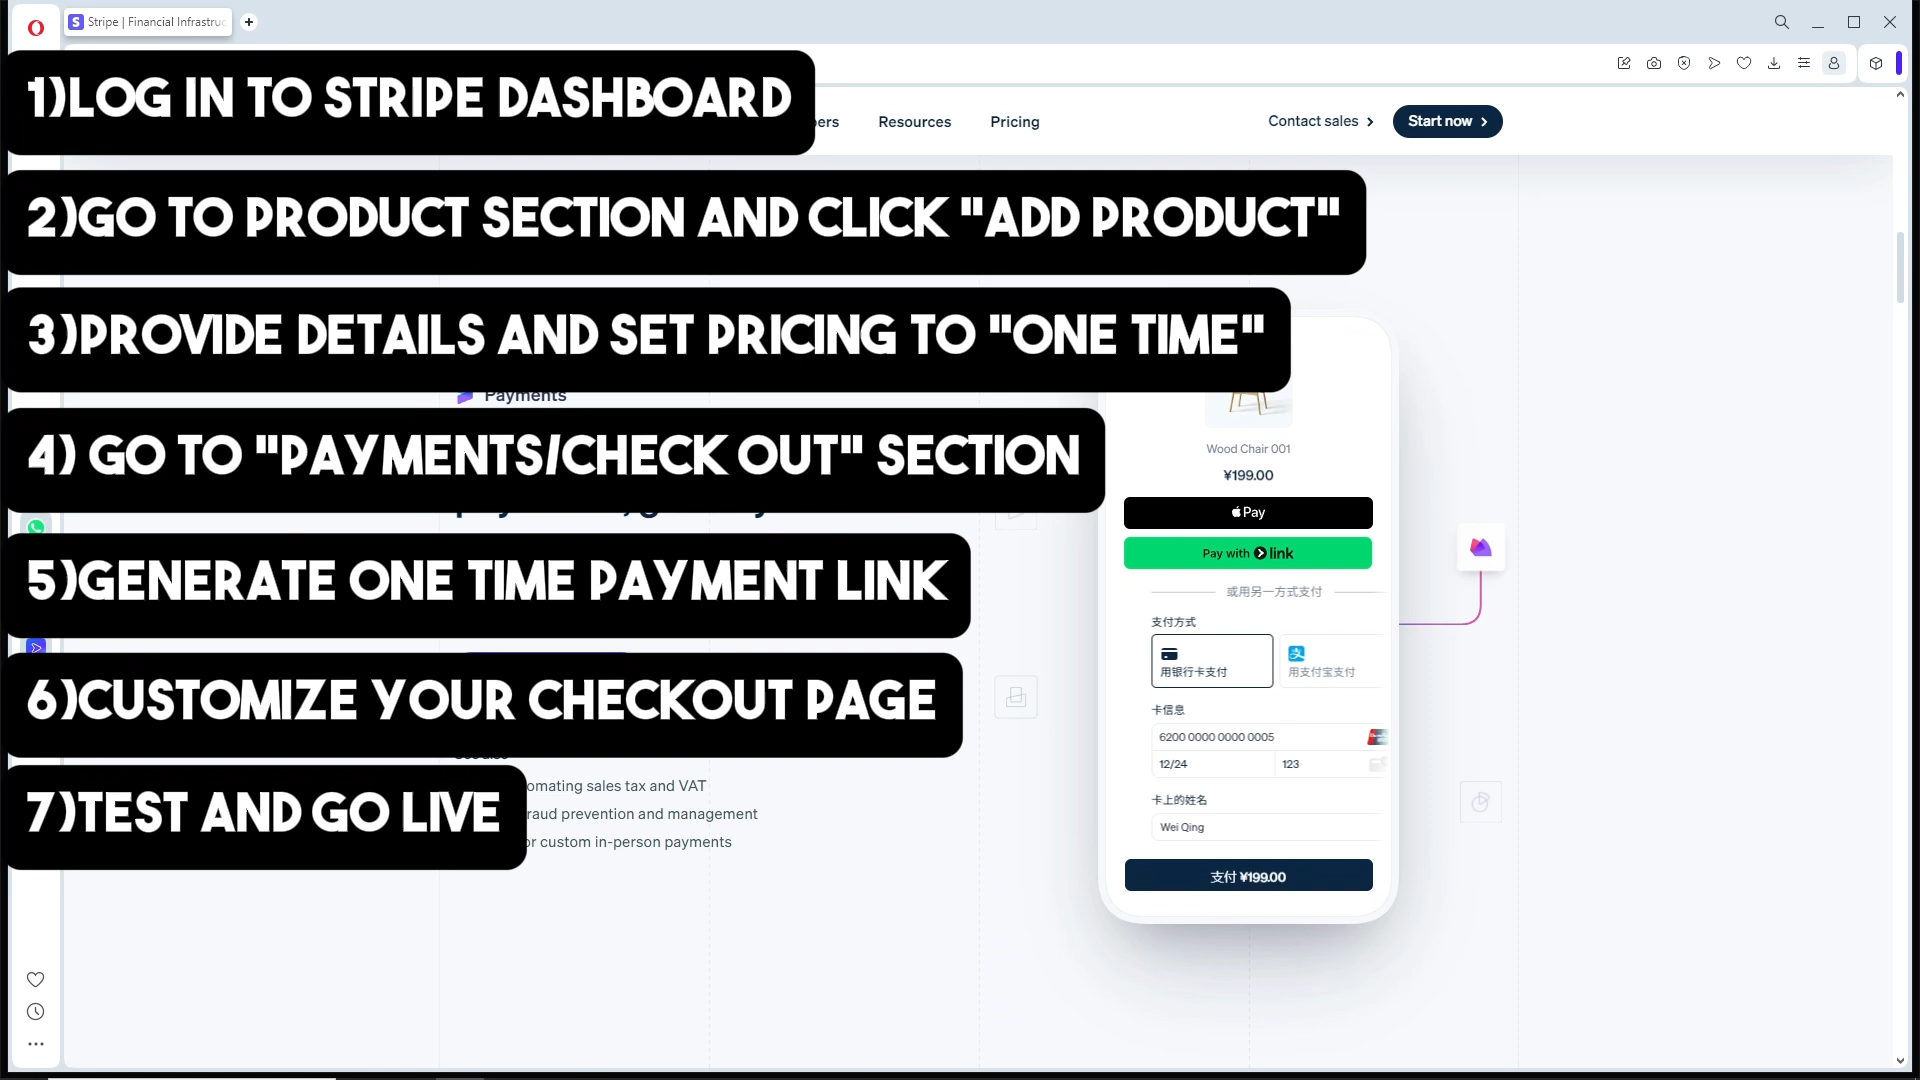 Stripe | Financial Infrastruc
1)LOG IN TO STRIPE DASHBOARD
Resources
Pricing
Contact sales
Start now
2)GO TO PRODUCT SECTION AND CLICK "ADD PRODUCT"
3)PROVIDE DETAILS AND SET PRICING TO "ONE TIME"
Payments
4) GO TO "PAYMENTS/CHECK OUT" SECTION
5)GENERATE ONE TIME PAYMENT LINK
6)CUSTOMIZE YOUR CHECKOUT PAGE
7)TEST AND GO LIVE
omating sales tax and VAT
raud prevention and management
or custom in-person payments
Wood Chair 001
¥199.00
Pay
Pay with link
或用另一方式支付
支付方式
用银行卡支付
用支付宝支付
卡信息
6200 0000 0000 0005
12/24
123
卡上的姓名
Wei Qing
支付 ¥199.00